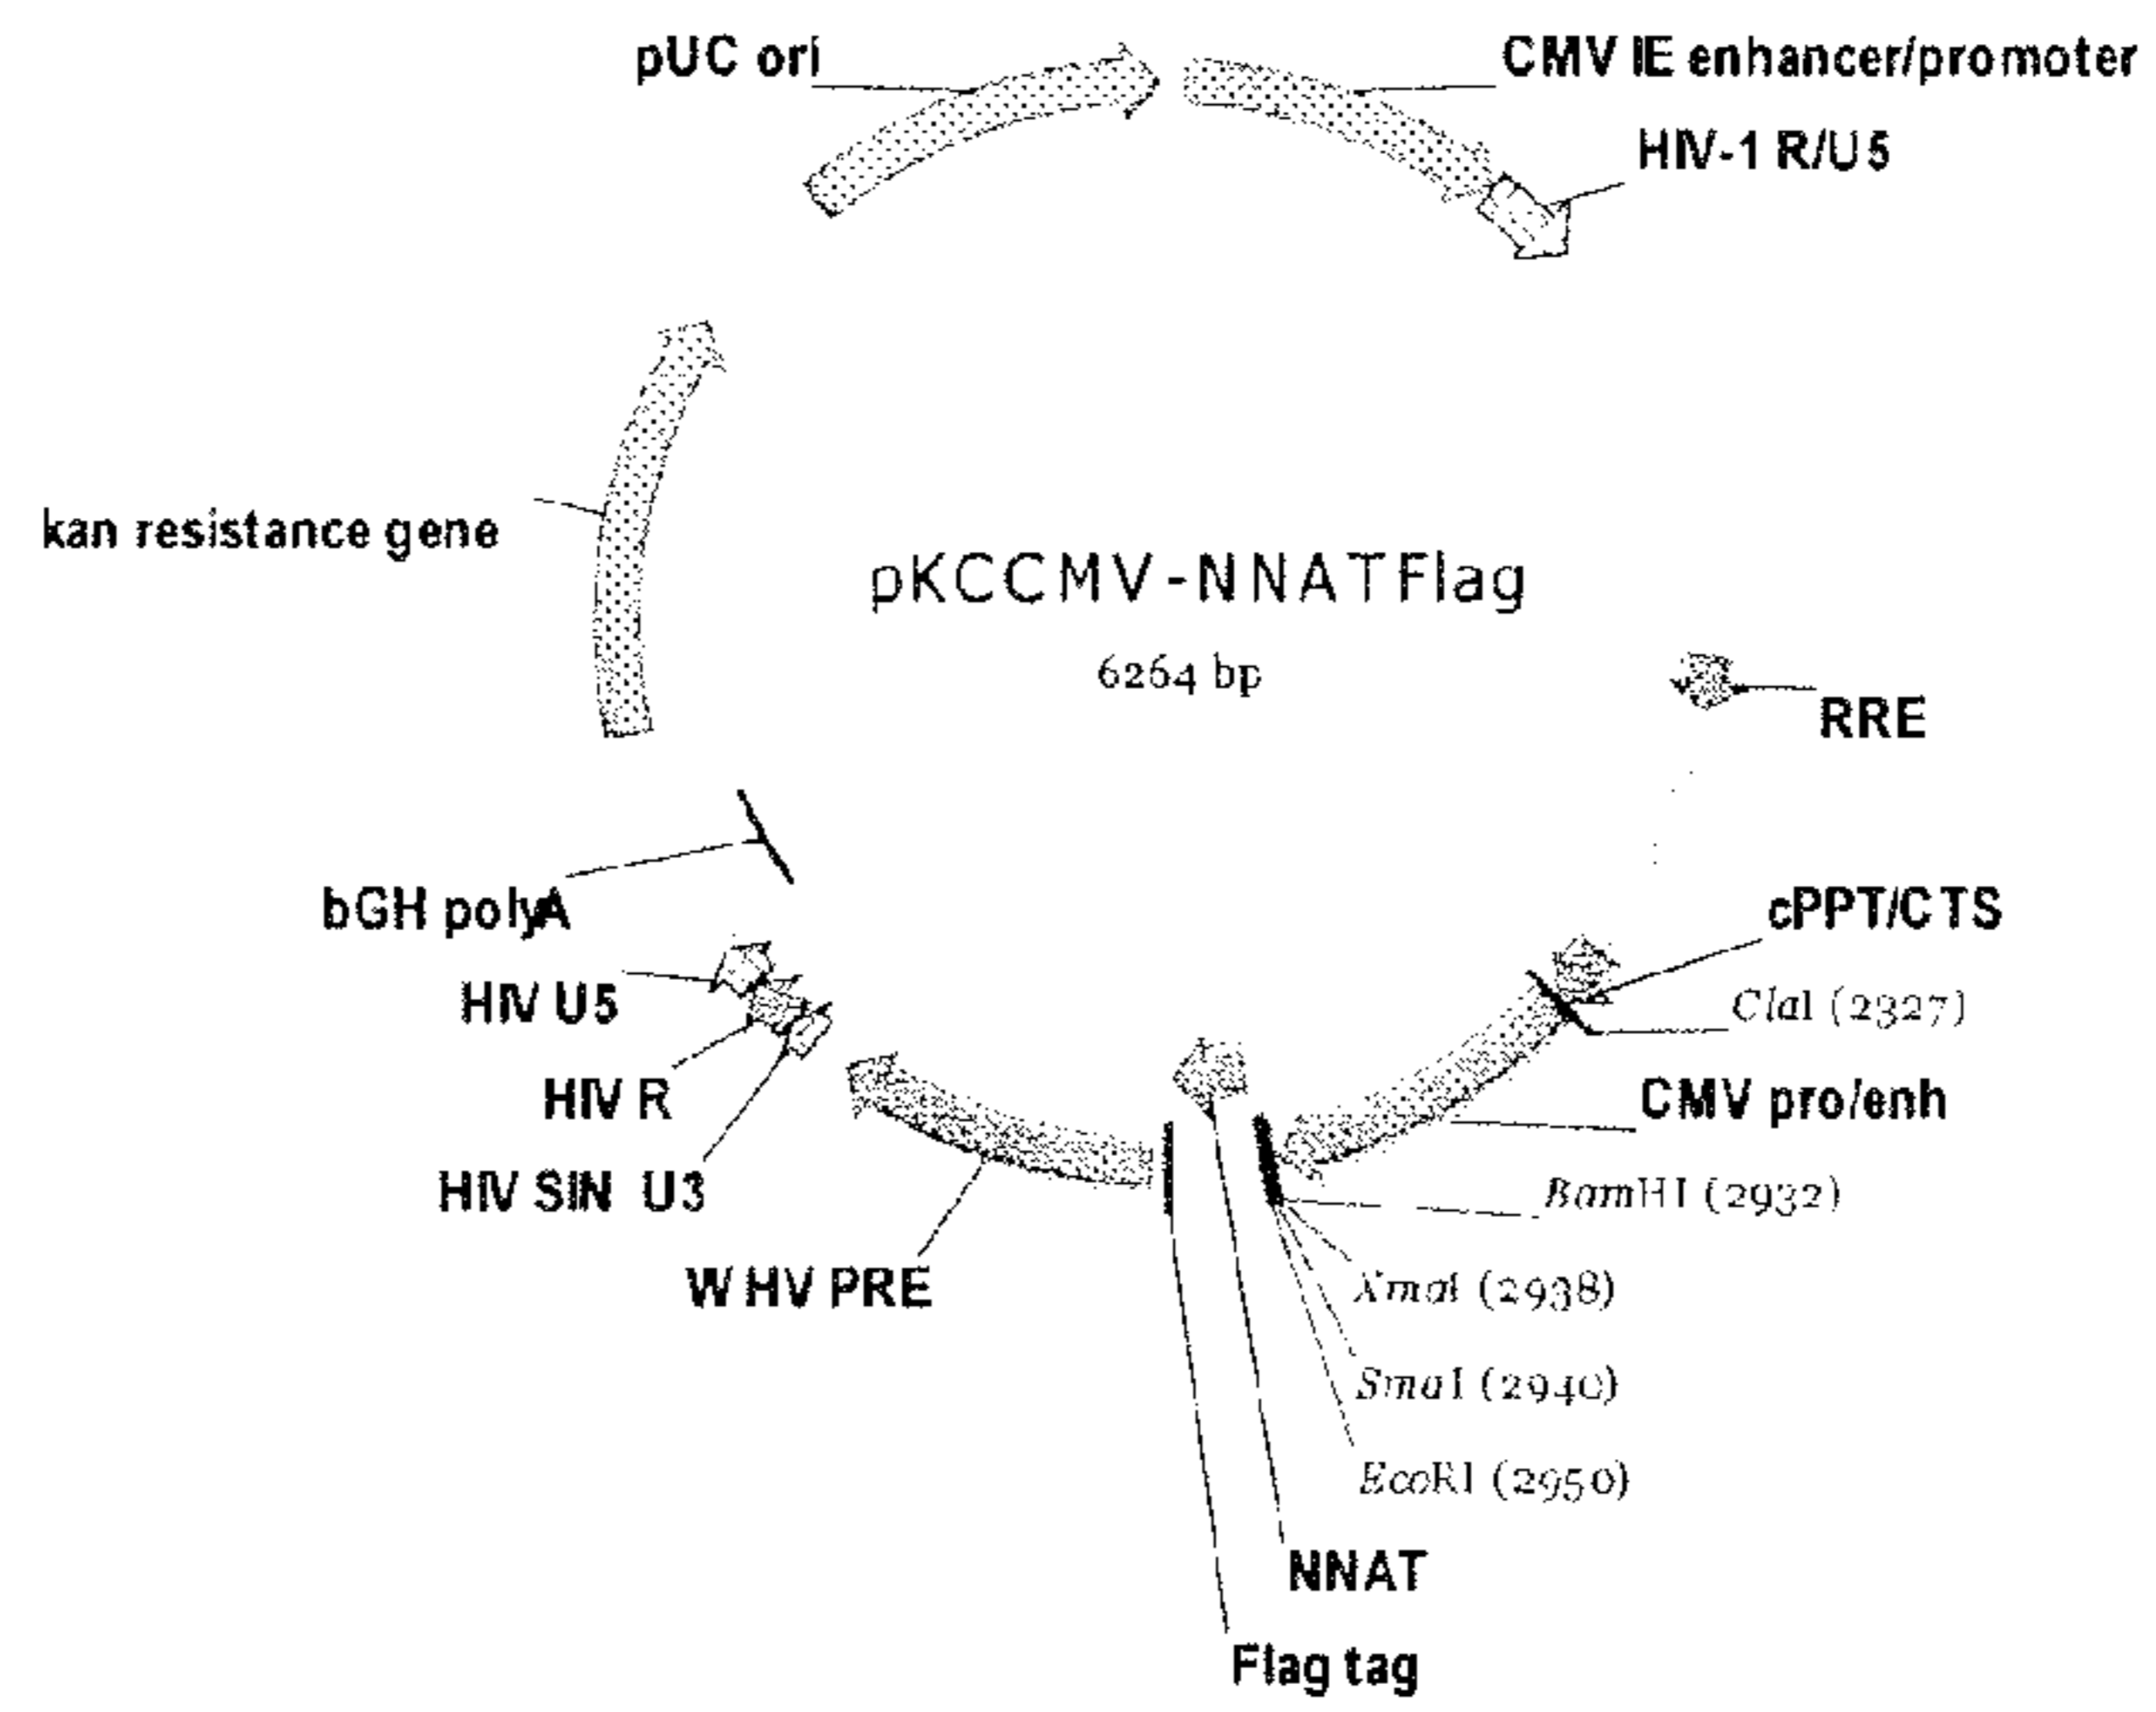 pUC ori
CMV IE enhancer/promoter
HIV-1 R/U5
kan resistance gene
pKCCMV-NNATFlag
6264 bp
RRE
bGH polyA
cPPT/CTS
HIV U5
ClaI (2327)
HIV R
CMV pro/enh
HIV SIN U3
BamHI (2932)
WHV PRE
XmaI (2938)
SmaI (2940)
EcoRI (2950)
NNAT
Flag tag